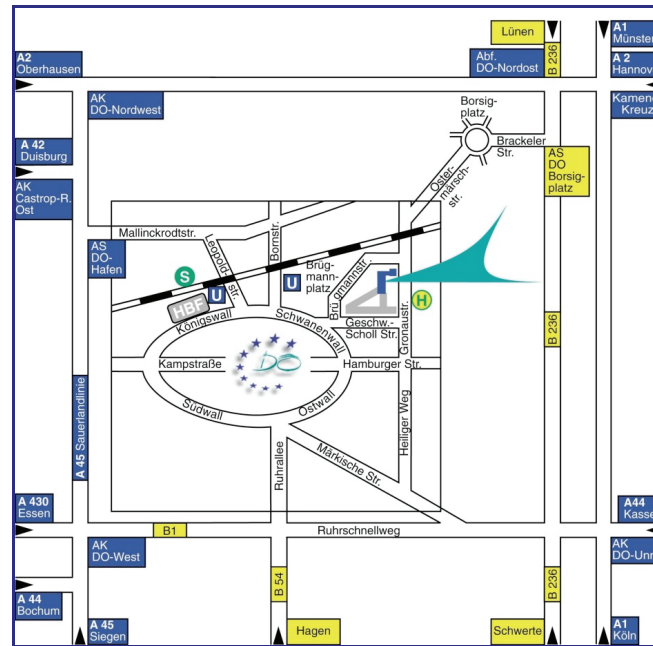 Lünen
A1
Münster
A2
Oberhausen
Abf.
DO-Nordost
B 236
A 2
Hannov
AK
DO-Nordwest
Kamene
Kreuz
Borsig-
platz
A 42
Duisburg
Brackeler
Str.
AS
DO
Borsig-
platz
Oster-
märsch-
str.
AK
Castrop-R.
Ost
Mallinckrodtstr.
Bornstr.
Leopold-
str.
AS
DO-
Hafen
S
U
U
Brüg-
mann-
platz
Brügmannstr.
HBF
H
Königswall
Schwanenwall
Geschw.-
Scholl Str.
Gronaustr.
B 236
DO
Kampstraße
Hamburger Str.
Südwall
Ostwall
Heiliger Weg
A 45 Sauerlandlinie
Ruhrallee
Märkische Str.
A 430
Essen
A44
Kasse
B1
Ruhrschnellweg
AK
DO-West
AK
DO-Unn
B 54
B 236
A 44
Bochum
A 45
Siegen
Hagen
Schwerte
A1
Köln